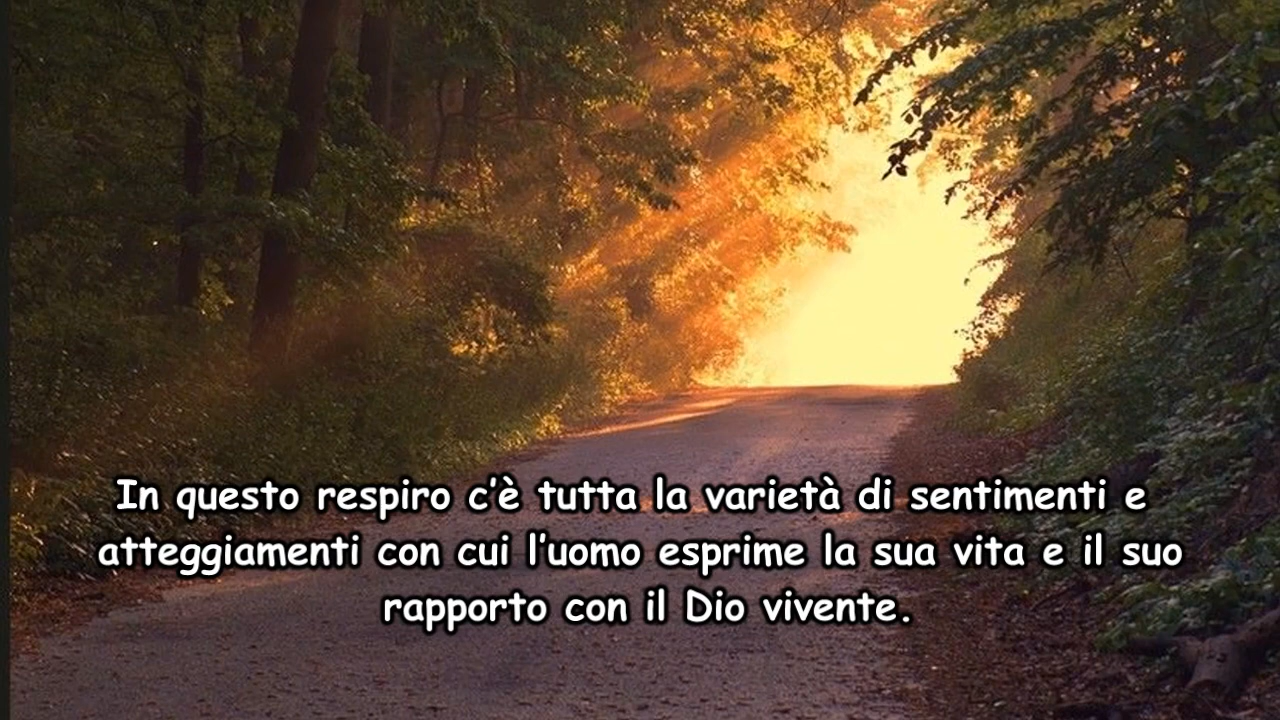 In questo respiro c'è tutta la varietà di sentimenti e
atteggiamenti con cui l'uomo esprime la sua vita e il suo
rapporto con il Dio vivente.